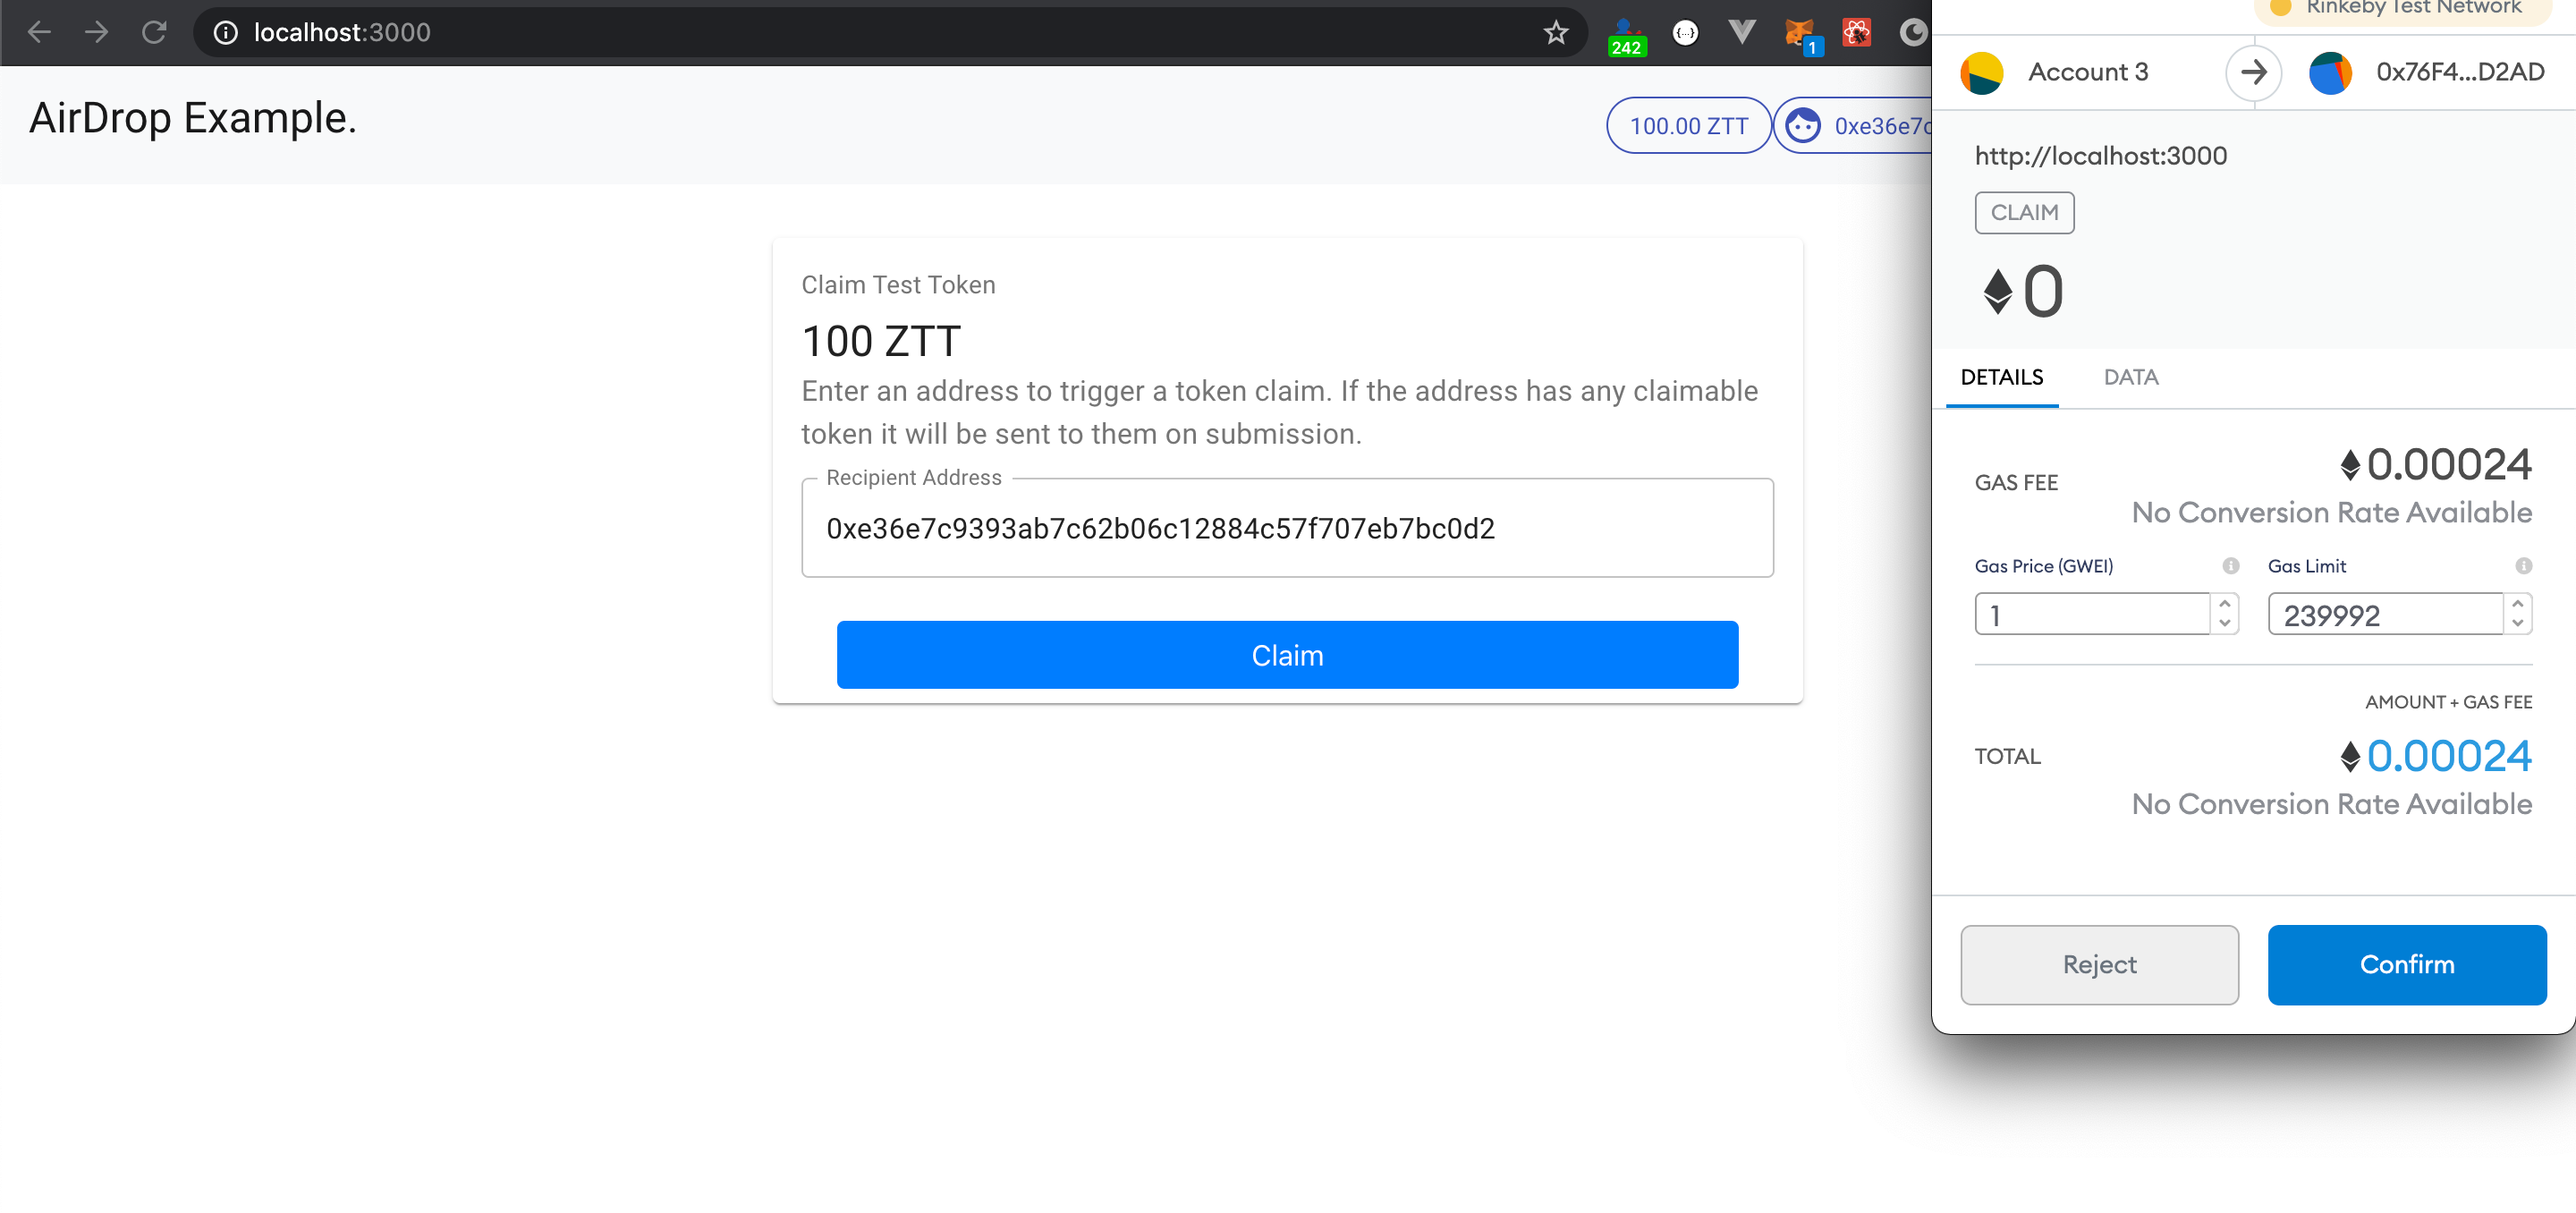 localhost:3000
242
1
Rinkeby Test Network
Account 3
0x76F4...D2AD
AirDrop Example.
100.00 ZTT
0xe36e7c
http://localhost:3000
CLAIM
0
DETAILS
DATA
Claim Test Token
100 ZTT
Enter an address to trigger a token claim. If the address has any claimable
token it will be sent to them on submission.
Recipient Address
0xe36e7c9393ab7c62b06c12884c57f707eb7bc0d2
Claim
GAS FEE
0.00024
No Conversion Rate Available
Gas Price (GWEI)
Gas Limit
1
239992
AMOUNT + GAS FEE
TOTAL
0.00024
No Conversion Rate Available
Reject
Confirm